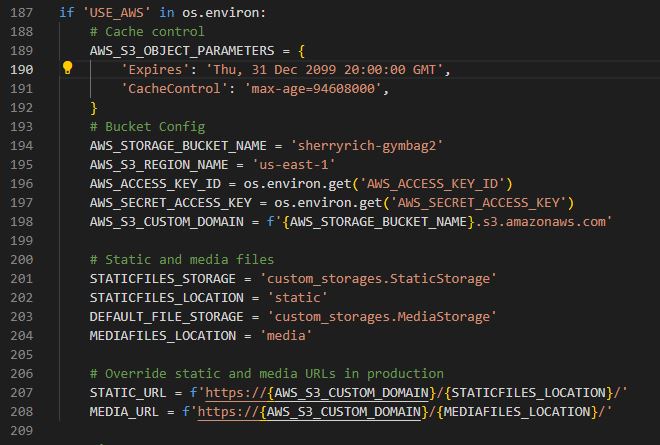 187 if 'USE_AWS' in os.environ:
188 # Cache control
189 AWS_S3_OBJECT_PARAMETERS = {
190 'Expires': 'Thu, 31 Dec 2099 20:00:00 GMT',
191 'CacheControl': 'max-age=94608000',
192 }
193 # Bucket Config
194 AWS_STORAGE_BUCKET_NAME = 'sherryrich-gymbag2'
195 AWS_S3_REGION_NAME = 'us-east-1'
196 AWS_ACCESS_KEY_ID = os.environ.get('AWS_ACCESS_KEY_ID')
197 AWS_SECRET_ACCESS_KEY = os.environ.get('AWS_SECRET_ACCESS_KEY')
198 AWS_S3_CUSTOM_DOMAIN = f'{AWS_STORAGE_BUCKET_NAME}.s3.amazonaws.com'
199
200 # Static and media files
201 STATICFILES_STORAGE = 'custom_storages.StaticStorage'
202 STATICFILES_LOCATION = 'static'
203 DEFAULT_FILE_STORAGE = 'custom_storages.MediaStorage'
204 MEDIAFILES_LOCATION = 'media'
205
206 # Override static and media URLs in production
207 STATIC_URL = f'https://{AWS_S3_CUSTOM_DOMAIN}/{STATICFILES_LOCATION}/'
208 MEDIA_URL = f'https://{AWS_S3_CUSTOM_DOMAIN}/{MEDIAFILES_LOCATION}/'
209